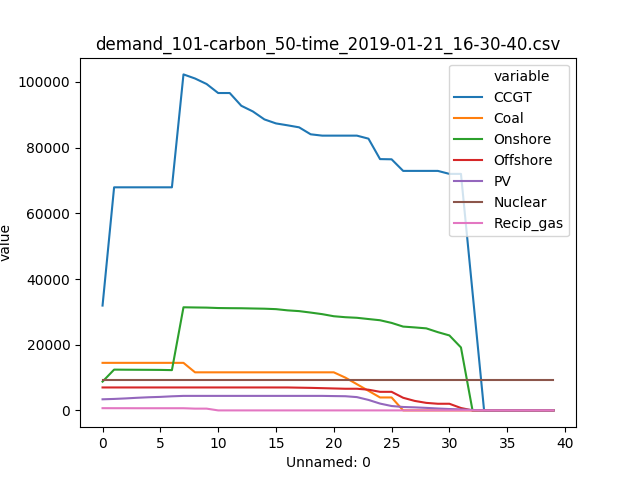 demand_101-carbon_50-time_2019-01-21_16-30-40.csv
variable
CCGT
Coal
Onshore
Offshore
PV
Nuclear
Recip_gas
value
100000
80000
60000
40000
20000
0
0 5 10 15 20 25 30 35 40
Unnamed: 0